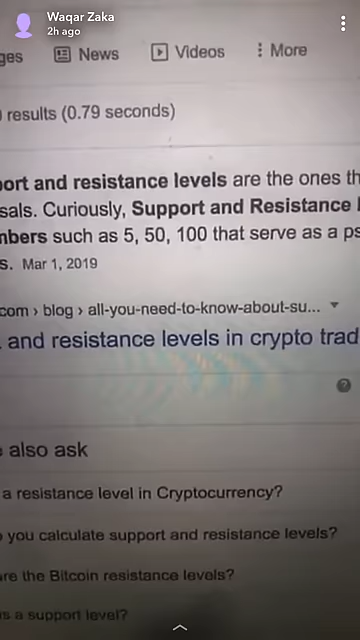 Waqar Zaka
2h ago
ges News Videos More
results (0.79 seconds)
ort and resistance levels are the ones th
sals. Curiously, Support and Resistance
mbers such as 5, 50, 100 that serve as a ps
s. Mar 1, 2019
com › blog › all-you-need-to-know-about-su...
and resistance levels in crypto trad
also ask
a resistance level in Cryptocurrency?
you calculate support and resistance levels?
re the Bitcoin resistance levels?
s a support level?